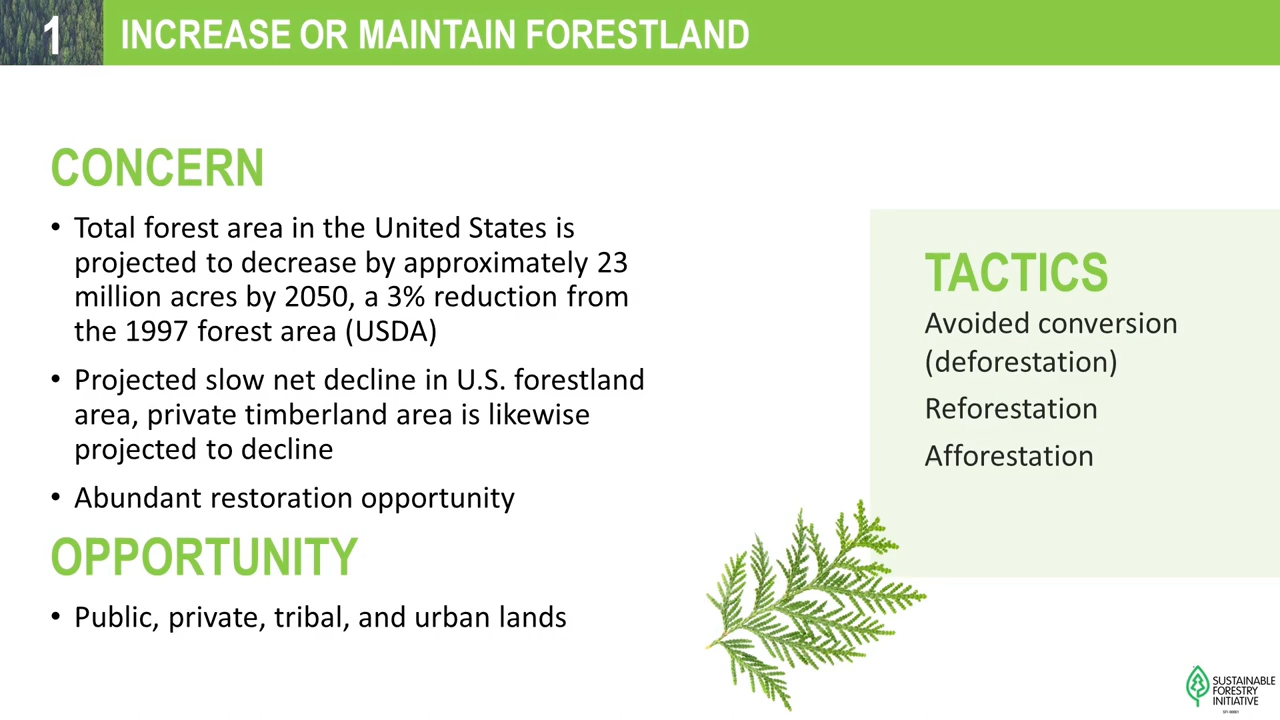 1
INCREASE OR MAINTAIN FORESTLAND
CONCERN
• Total forest area in the United States is
projected to decrease by approximately 23
million acres by 2050, a 3% reduction from
the 1997 forest area (USDA)
• Projected slow net decline in U.S. forestland
area, private timberland area is likewise
projected to decline
• Abundant restoration opportunity
OPPORTUNITY
• Public, private, tribal, and urban lands
TACTICS
Avoided conversion
(deforestation)
Reforestation
Afforestation
SUSTAINABLE
FORESTRY
INITIATIVE